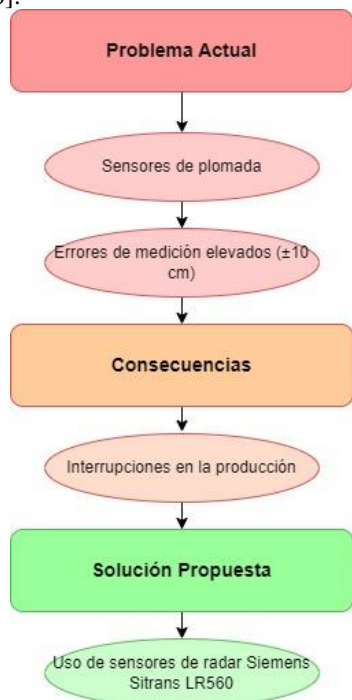 Problema Actual
Sensores de plomada
Errores de medición elevados (±10
cm)
Consecuencias
Interrupciones en la producción
Solución Propuesta
Uso de sensores de radar Siemens
Sitrans LR560